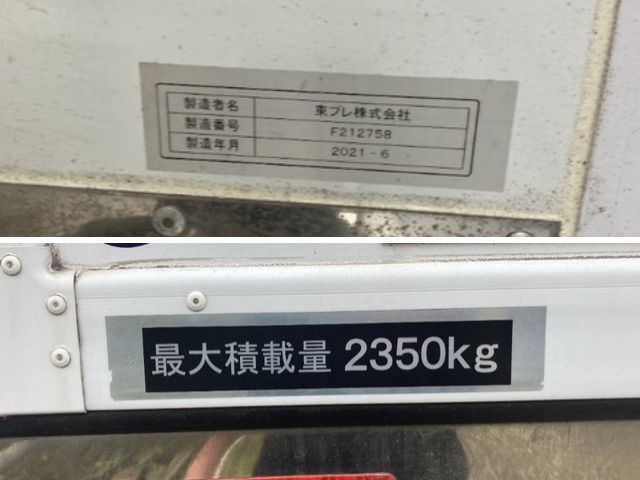 製造者名 東プレ株式会社
製造番号 F212758
製造年月 2021-6
最大積載量 2350kg